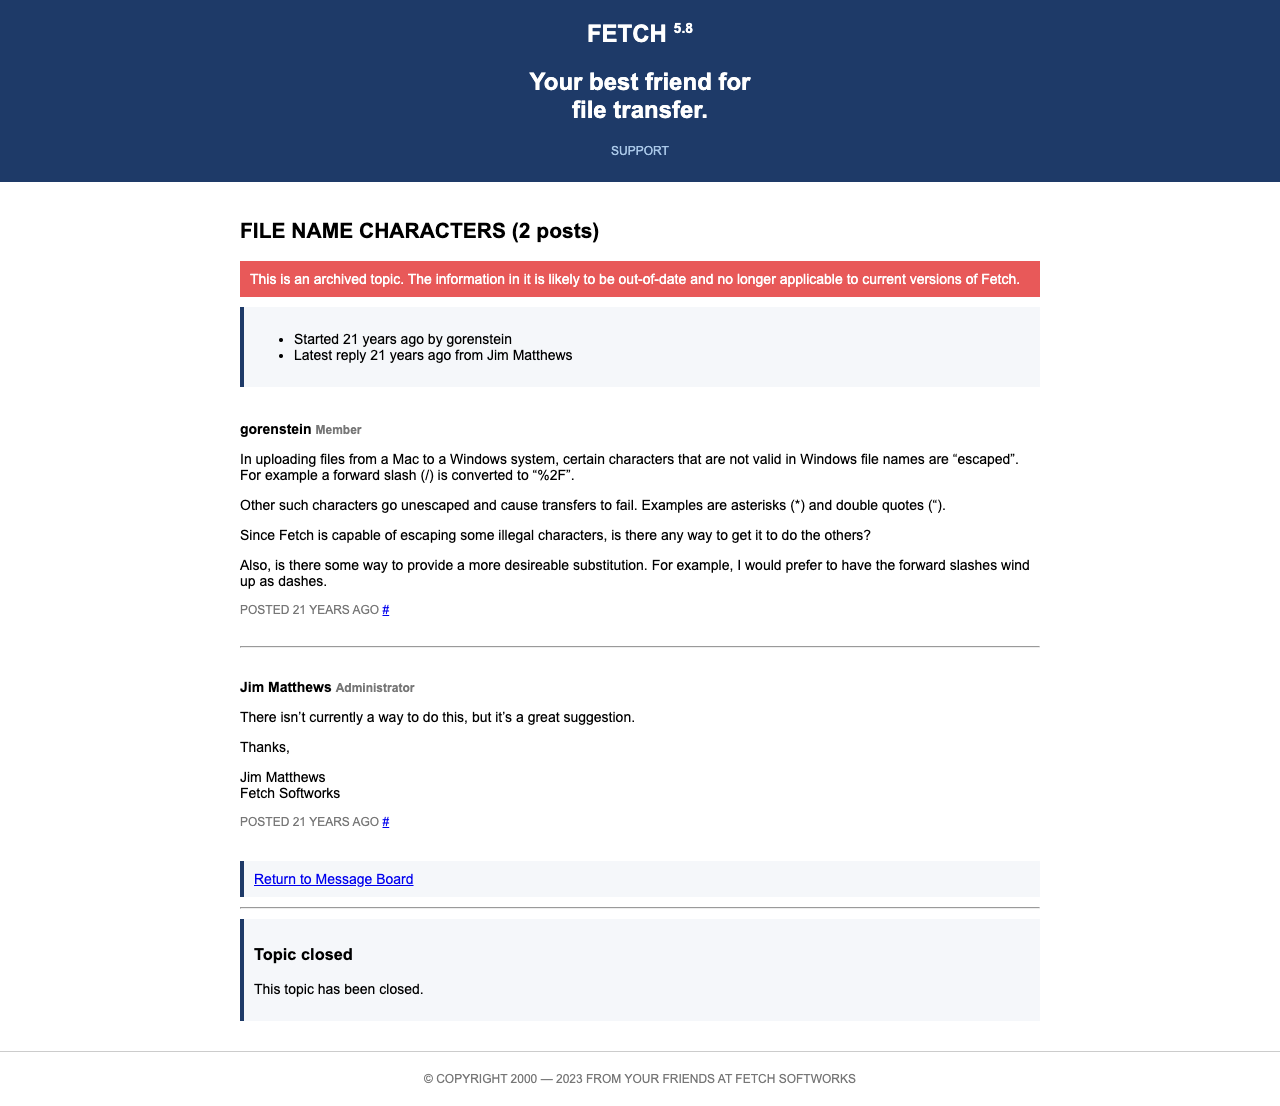 FETCH 5.8
Your best friend for
file transfer.
SUPPORT
FILE NAME CHARACTERS (2 posts)
This is an archived topic. The information in it is likely to be out-of-date and no longer applicable to current versions of Fetch.
• Started 21 years ago by gorenstein
• Latest reply 21 years ago from Jim Matthews
gorenstein Member
In uploading files from a Mac to a Windows system, certain characters that are not valid in Windows file names are “escaped”.
For example a forward slash (/) is converted to “%2F”.
Other such characters go unescaped and cause transfers to fail. Examples are asterisks (*) and double quotes (“).
Since Fetch is capable of escaping some illegal characters, is there any way to get it to do the others?
Also, is there some way to provide a more desireable substitution. For example, I would prefer to have the forward slashes wind
up as dashes.
POSTED 21 YEARS AGO #
Jim Matthews Administrator
There isn’t currently a way to do this, but it’s a great suggestion.
Thanks,
Jim Matthews
Fetch Softworks
POSTED 21 YEARS AGO #
Return to Message Board
Topic closed
This topic has been closed.
© COPYRIGHT 2000 — 2023 FROM YOUR FRIENDS AT FETCH SOFTWORKS